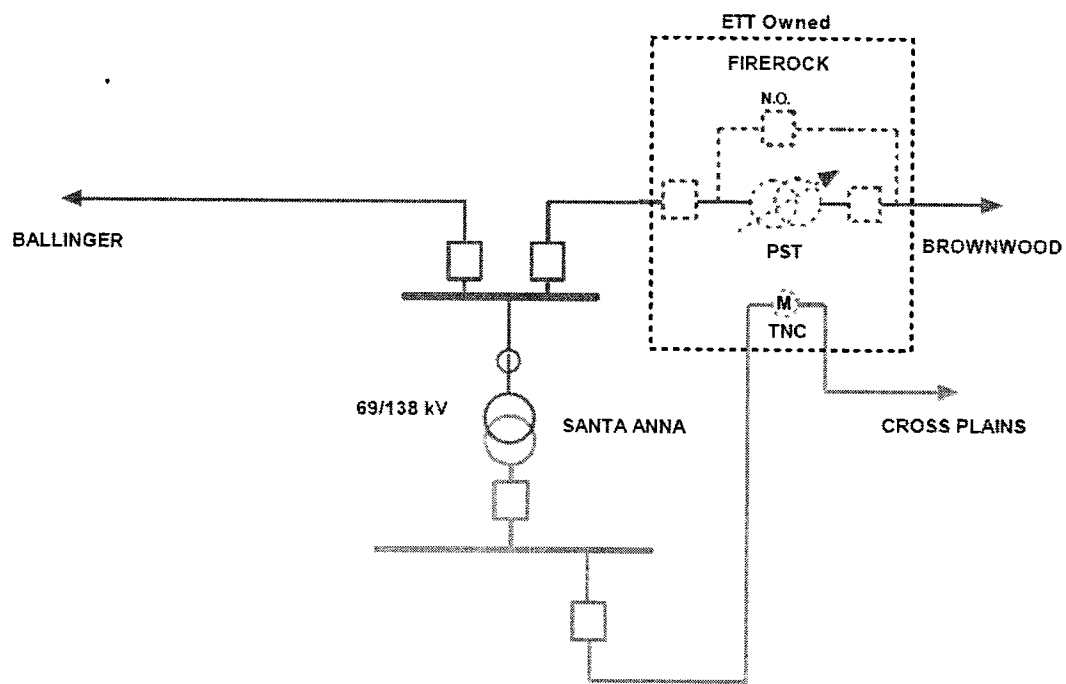 ETT Owned
FIREROCK
N.O.
BALLINGER
PST
BROWNWOOD
M
TNC
69/138 kV
SANTA ANNA
CROSS PLAINS